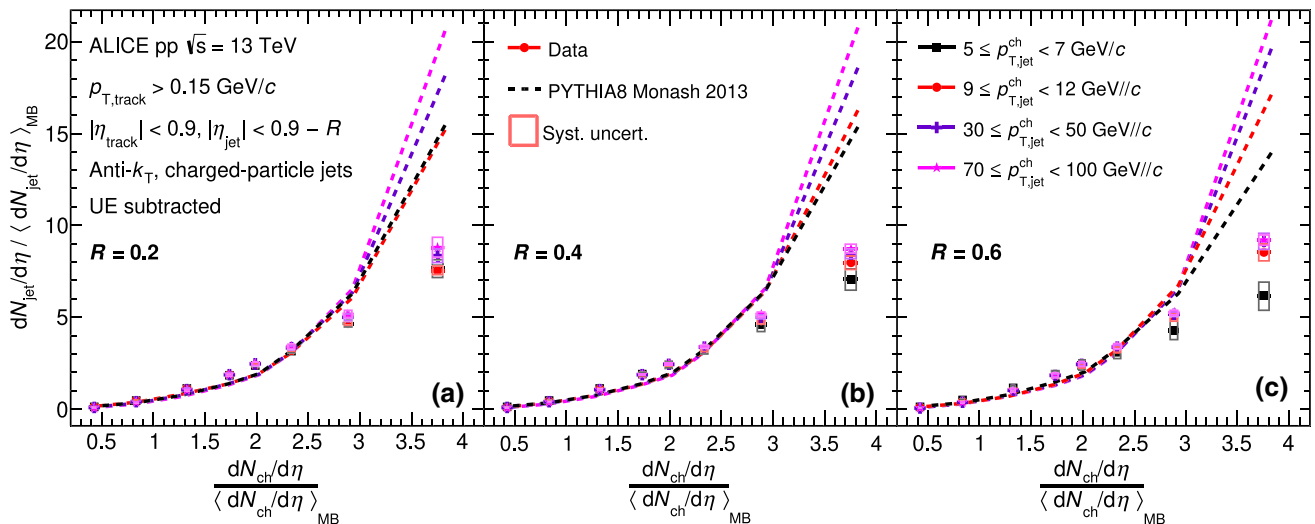 dN_jet/dη / ⟨ dN_jet/dη ⟩_MB
20
15
10
5
0
ALICE pp √s = 13 TeV
p_T,track > 0.15 GeV/c
|η_track| < 0.9, |η_jet| < 0.9 − R
Anti-k_T, charged-particle jets
UE subtracted
R = 0.2
(a)
Data
PYTHIA8 Monash 2013
Syst. uncert.
R = 0.4
(b)
5 ≤ p^ch_T,jet < 7 GeV/c
9 ≤ p^ch_T,jet < 12 GeV//c
30 ≤ p^ch_T,jet < 50 GeV//c
70 ≤ p^ch_T,jet < 100 GeV//c
R = 0.6
(c)
0.5 1 1.5 2 2.5 3 3.5 4
0.5 1 1.5 2 2.5 3 3.5 4
0.5 1 1.5 2 2.5 3 3.5 4
dN_ch/dη
⟨ dN_ch/dη ⟩_MB
dN_ch/dη
⟨ dN_ch/dη ⟩_MB
dN_ch/dη
⟨ dN_ch/dη ⟩_MB